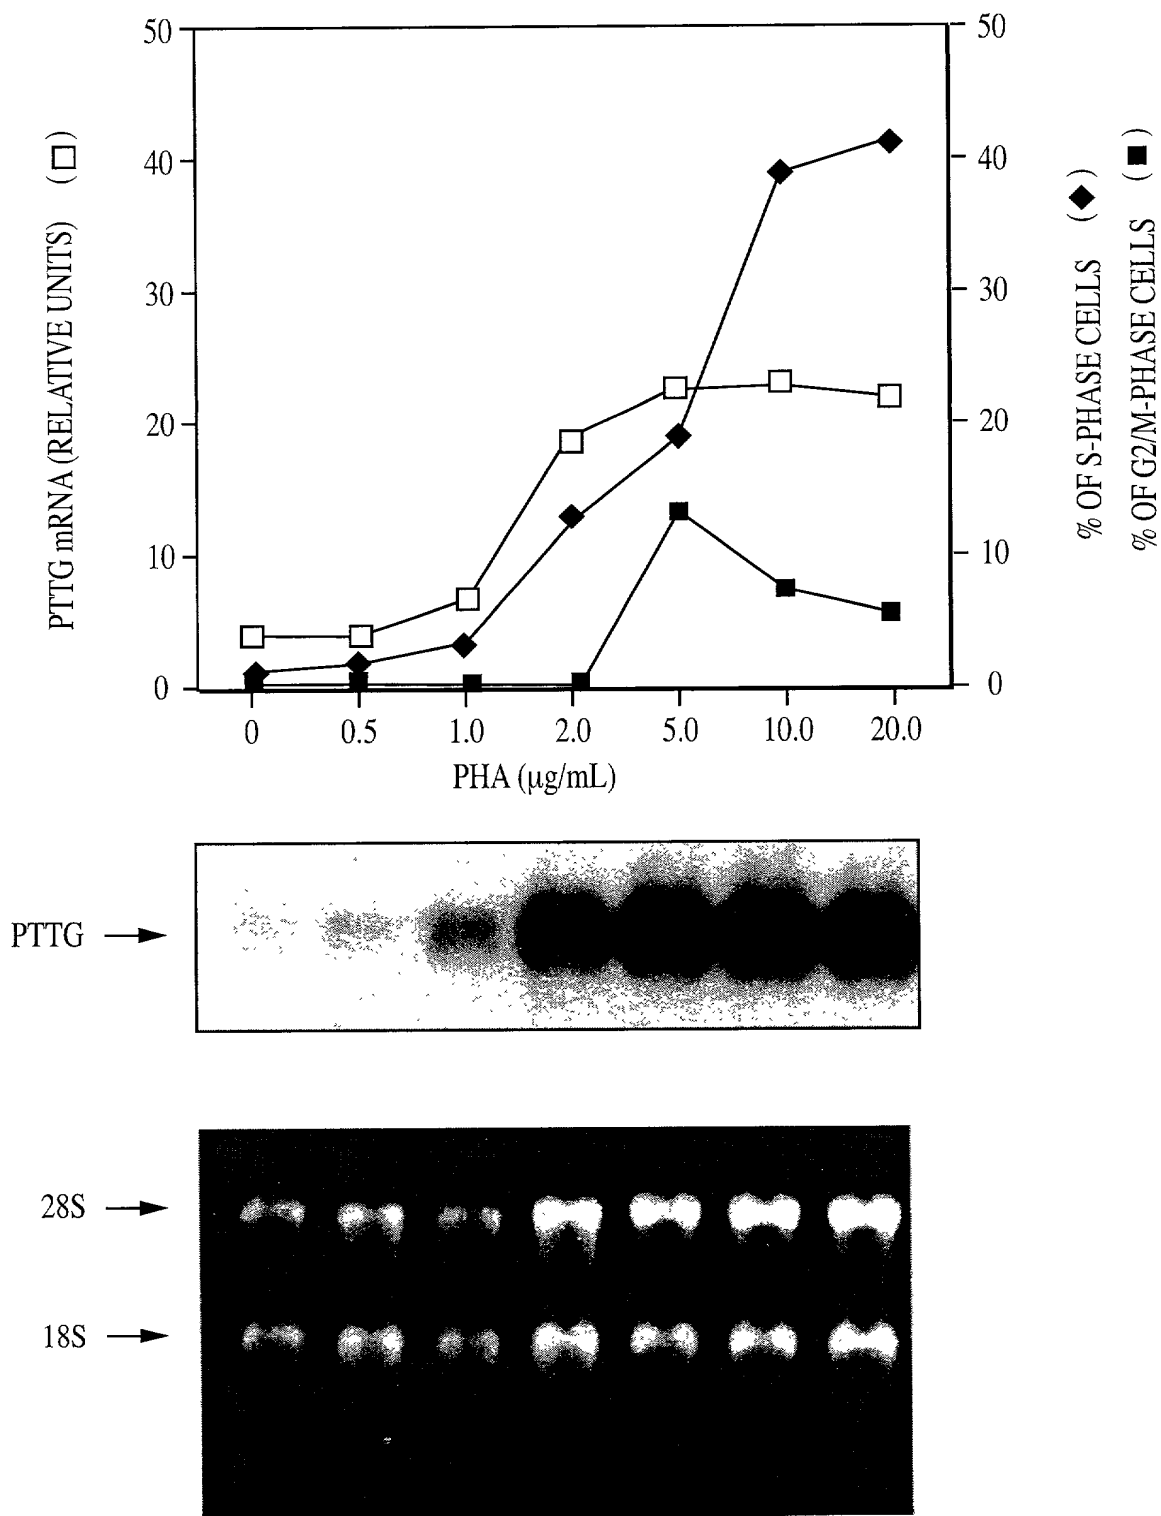 50
40
30
20
10
0
PTTG mRNA (RELATIVE UNITS) (□)
50
40
30
20
10
0
% OF S-PHASE CELLS (◆)
% OF G2/M-PHASE CELLS (■)
0 0.5 1.0 2.0 5.0 10.0 20.0
PHA (μg/mL)
PTTG
28S
18S